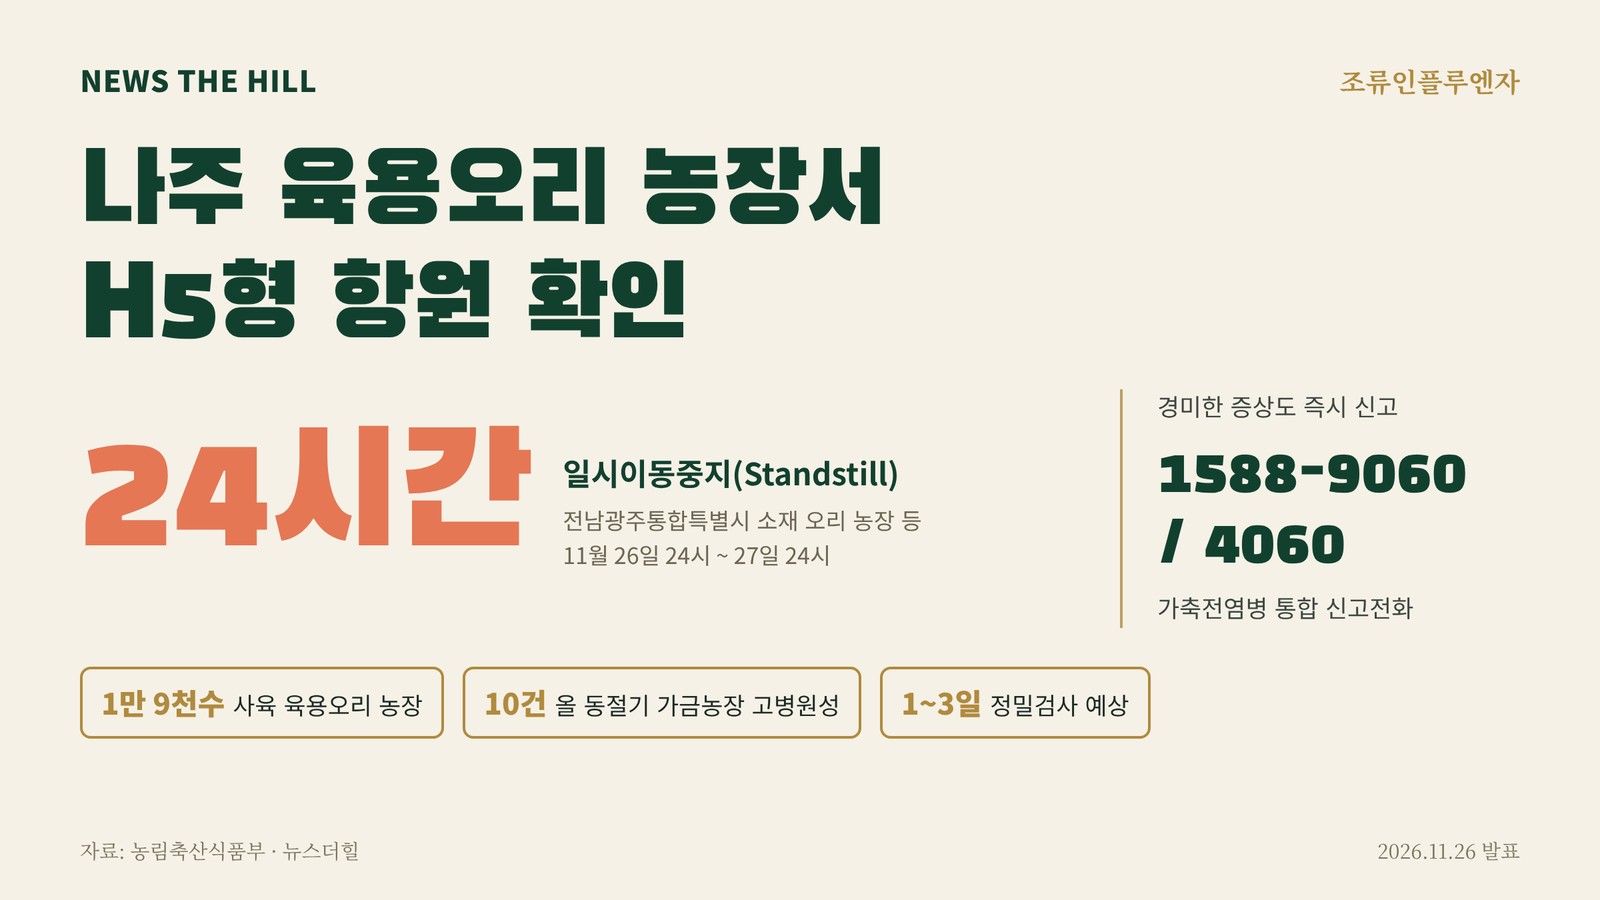 NEWS THE HILL
조류인플루엔자
나주 육용오리 농장서
H5형 항원 확인
24시간
일시이동중지(Standstill)
전남광주통합특별시 소재 오리 농장 등
11월 26일 24시 ~ 27일 24시
경미한 증상도 즉시 신고
1588-9060
/ 4060
가축전염병 통합 신고전화
1만 9천수 사육 육용오리 농장
10건 올 동절기 가금농장 고병원성
1~3일 정밀검사 예상
자료: 농림축산식품부 · 뉴스더힐
2026.11.26 발표